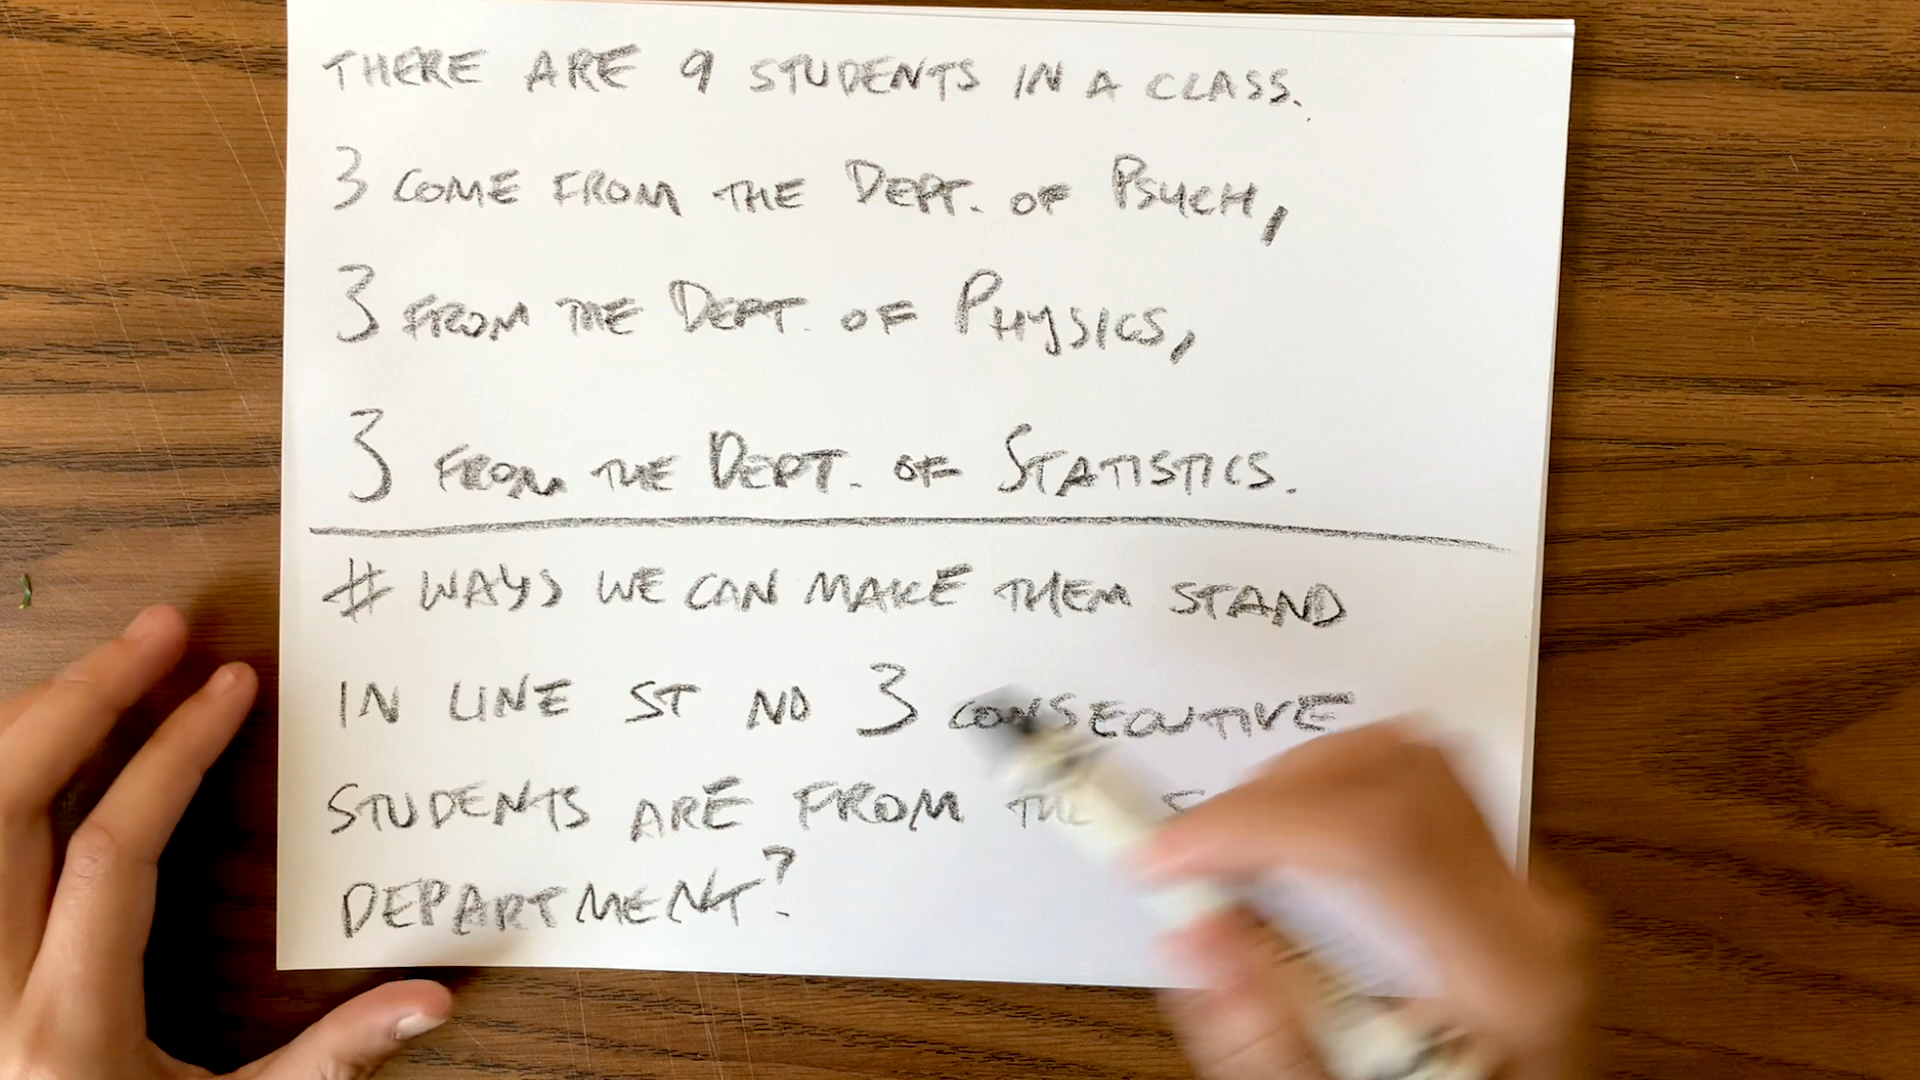 THERE ARE 9 STUDENTS IN A CLASS.
3 COME FROM THE DEPT. OF PSYCH,
3 FROM THE DEPT. OF PHYSICS,
3 FROM THE DEPT. OF STATISTICS.
# WAYS WE CAN MAKE THEM STAND
IN LINE ST NO 3 CONSECUTIVE
STUDENTS ARE FROM THE
DEPARTMENT?